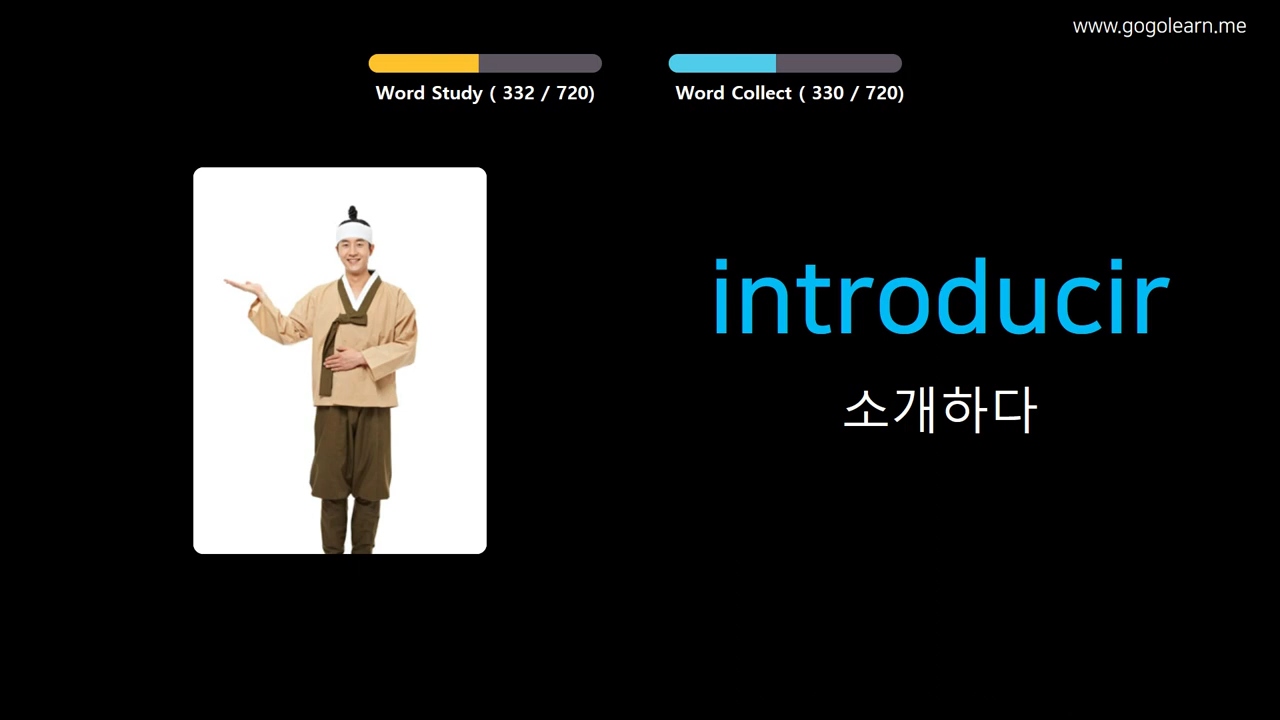 www.gogolearn.me
Word Study ( 332 / 720)
Word Collect ( 330 / 720)
introducir
소개하다